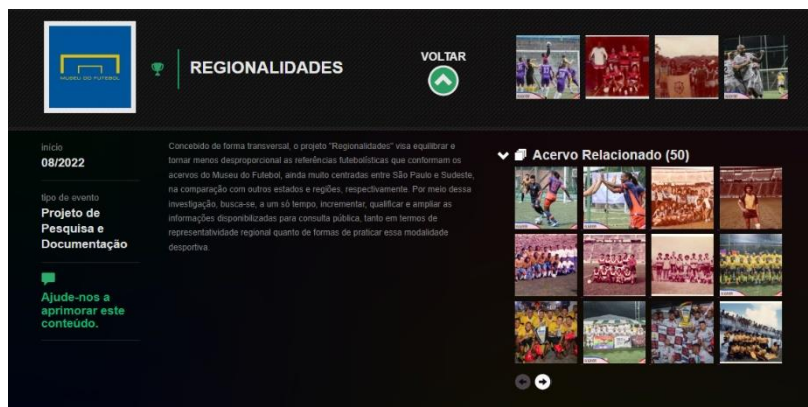 MUSEU DO FUTEBOL
REGIONALIDADES
VOLTAR
início
08/2022
tipo de evento
Projeto de
Pesquisa e
Documentação
Ajude-nos a
aprimorar este
conteúdo.
Concebido de forma transversal, o projeto "Regionalidades" visa equilibrar e
tornar menos desproporcional as referências futebolísticas que conformam os
acervos do Museu do Futebol, ainda muito centradas entre São Paulo e Sudeste,
na comparação com outros estados e regiões, respectivamente. Por meio dessa
investigação, busca-se, a um só tempo, incrementar, qualificar e ampliar as
informações disponibilizadas para consulta pública, tanto em termos de
representatividade regional quanto de formas de praticar essa modalidade
desportiva.
Acervo Relacionado (50)